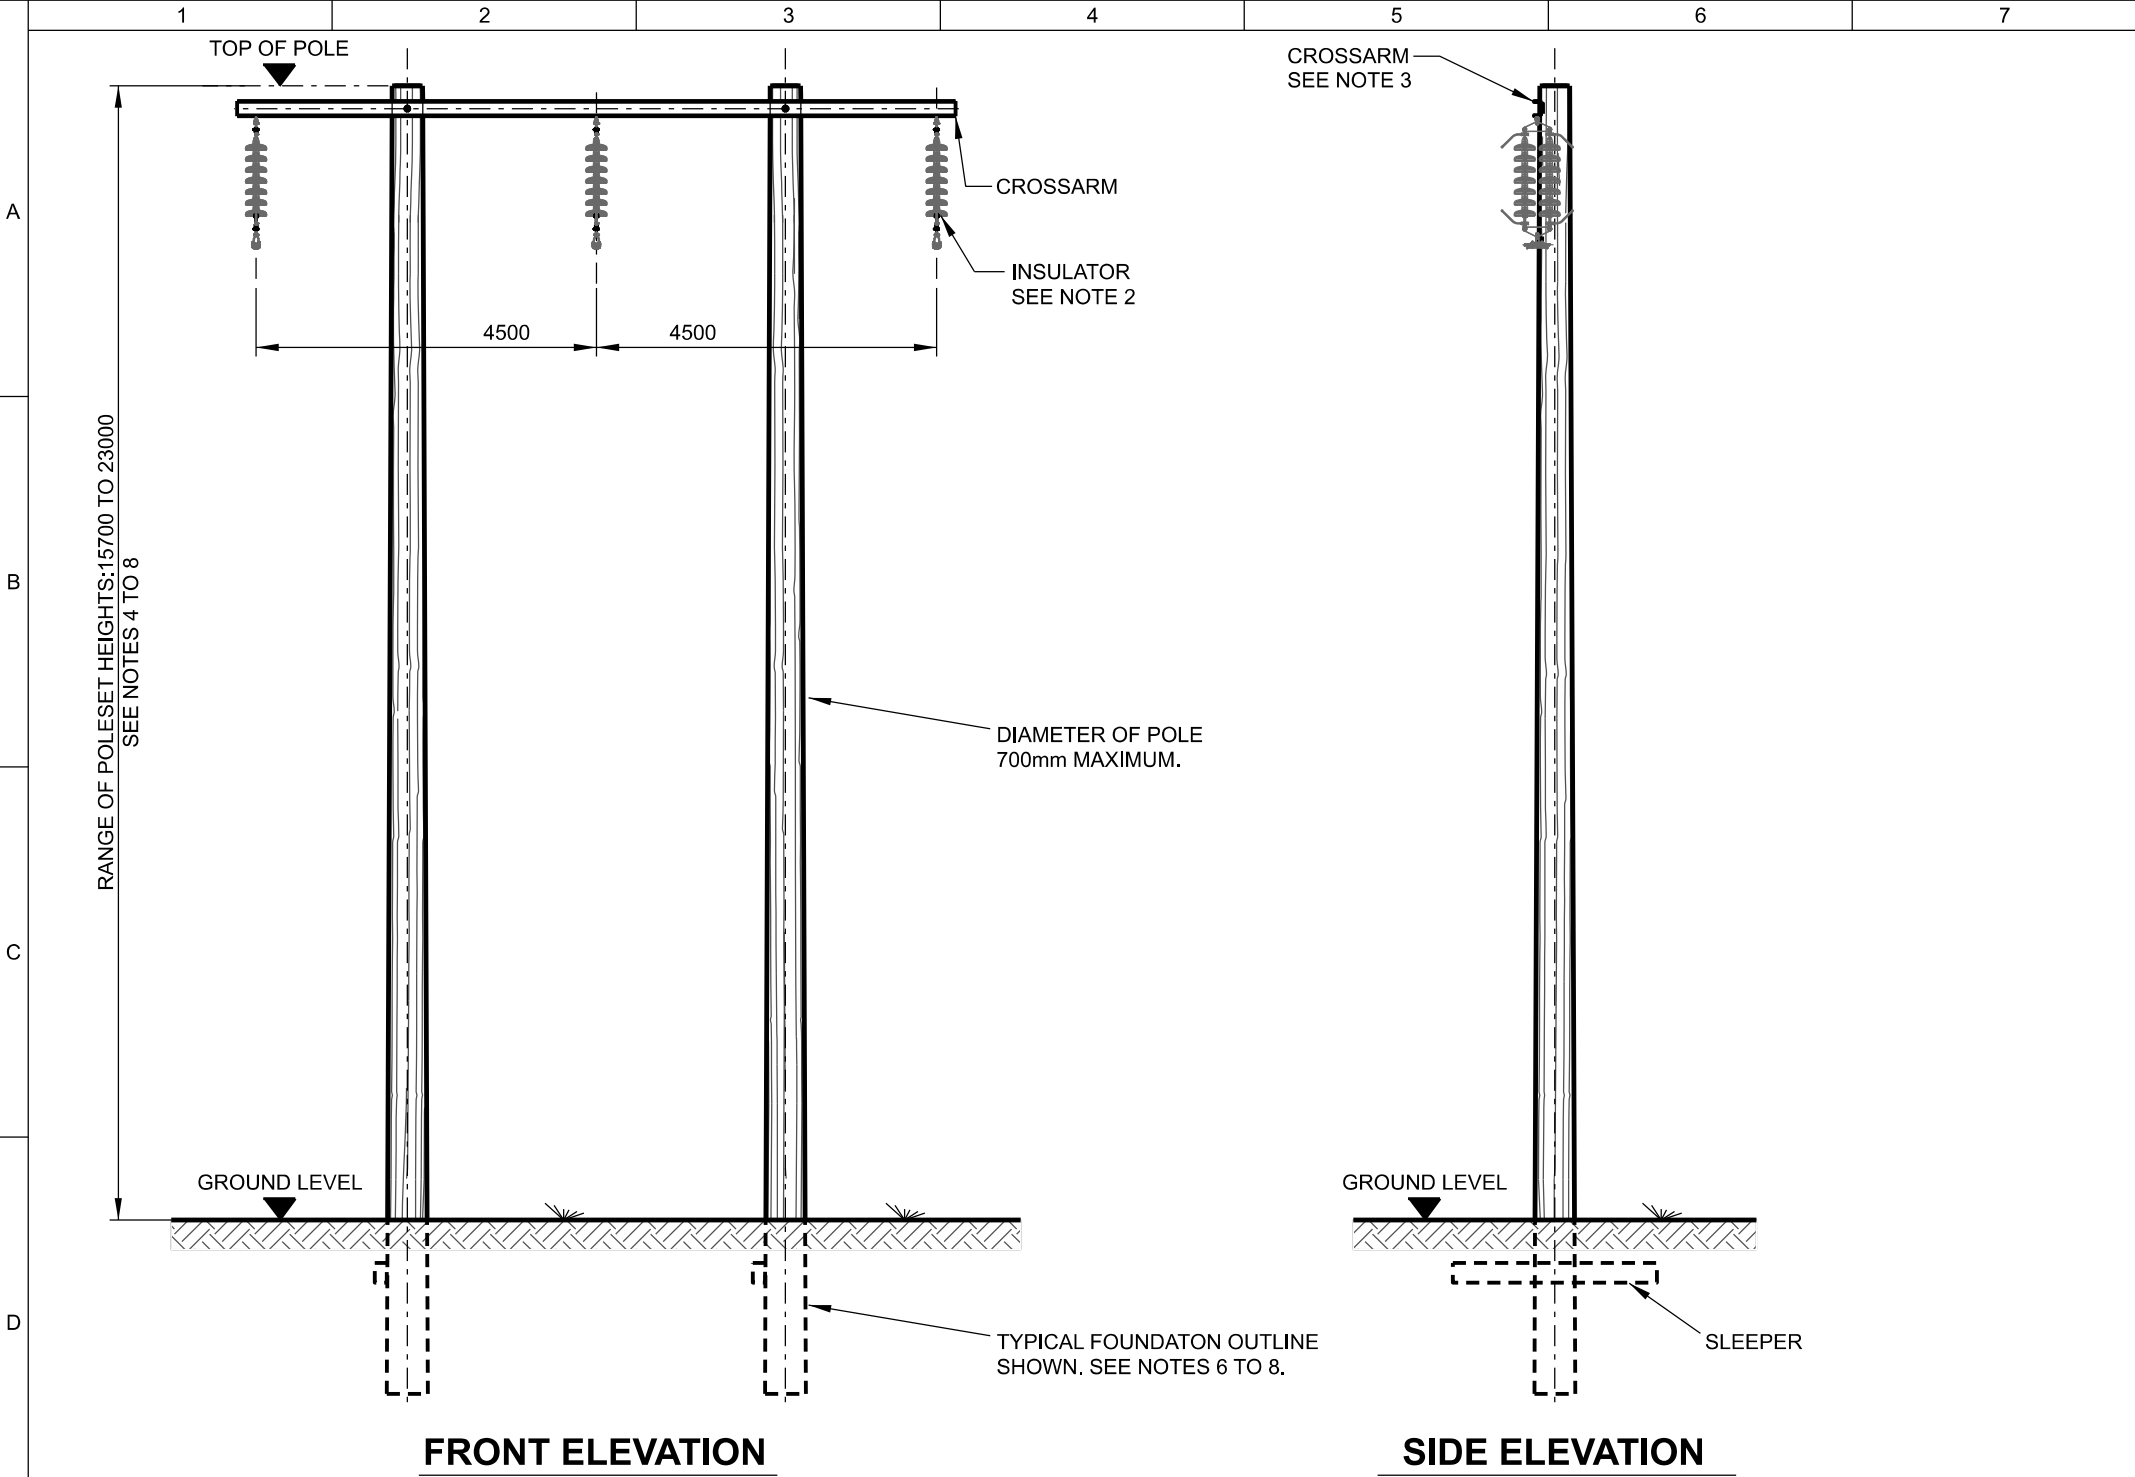 1 2 3 4 5 6 7
TOP OF POLE
CROSSARM
SEE NOTE 3
A
CROSSARM
INSULATOR
SEE NOTE 2
4500 4500
RANGE OF POLESET HEIGHTS:15700 TO 23000
SEE NOTES 4 TO 8
B
DIAMETER OF POLE
700mm MAXIMUM.
C
GROUND LEVEL
GROUND LEVEL
D
TYPICAL FOUNDATON OUTLINE
SHOWN. SEE NOTES 6 TO 8.
SLEEPER
FRONT ELEVATION
SIDE ELEVATION